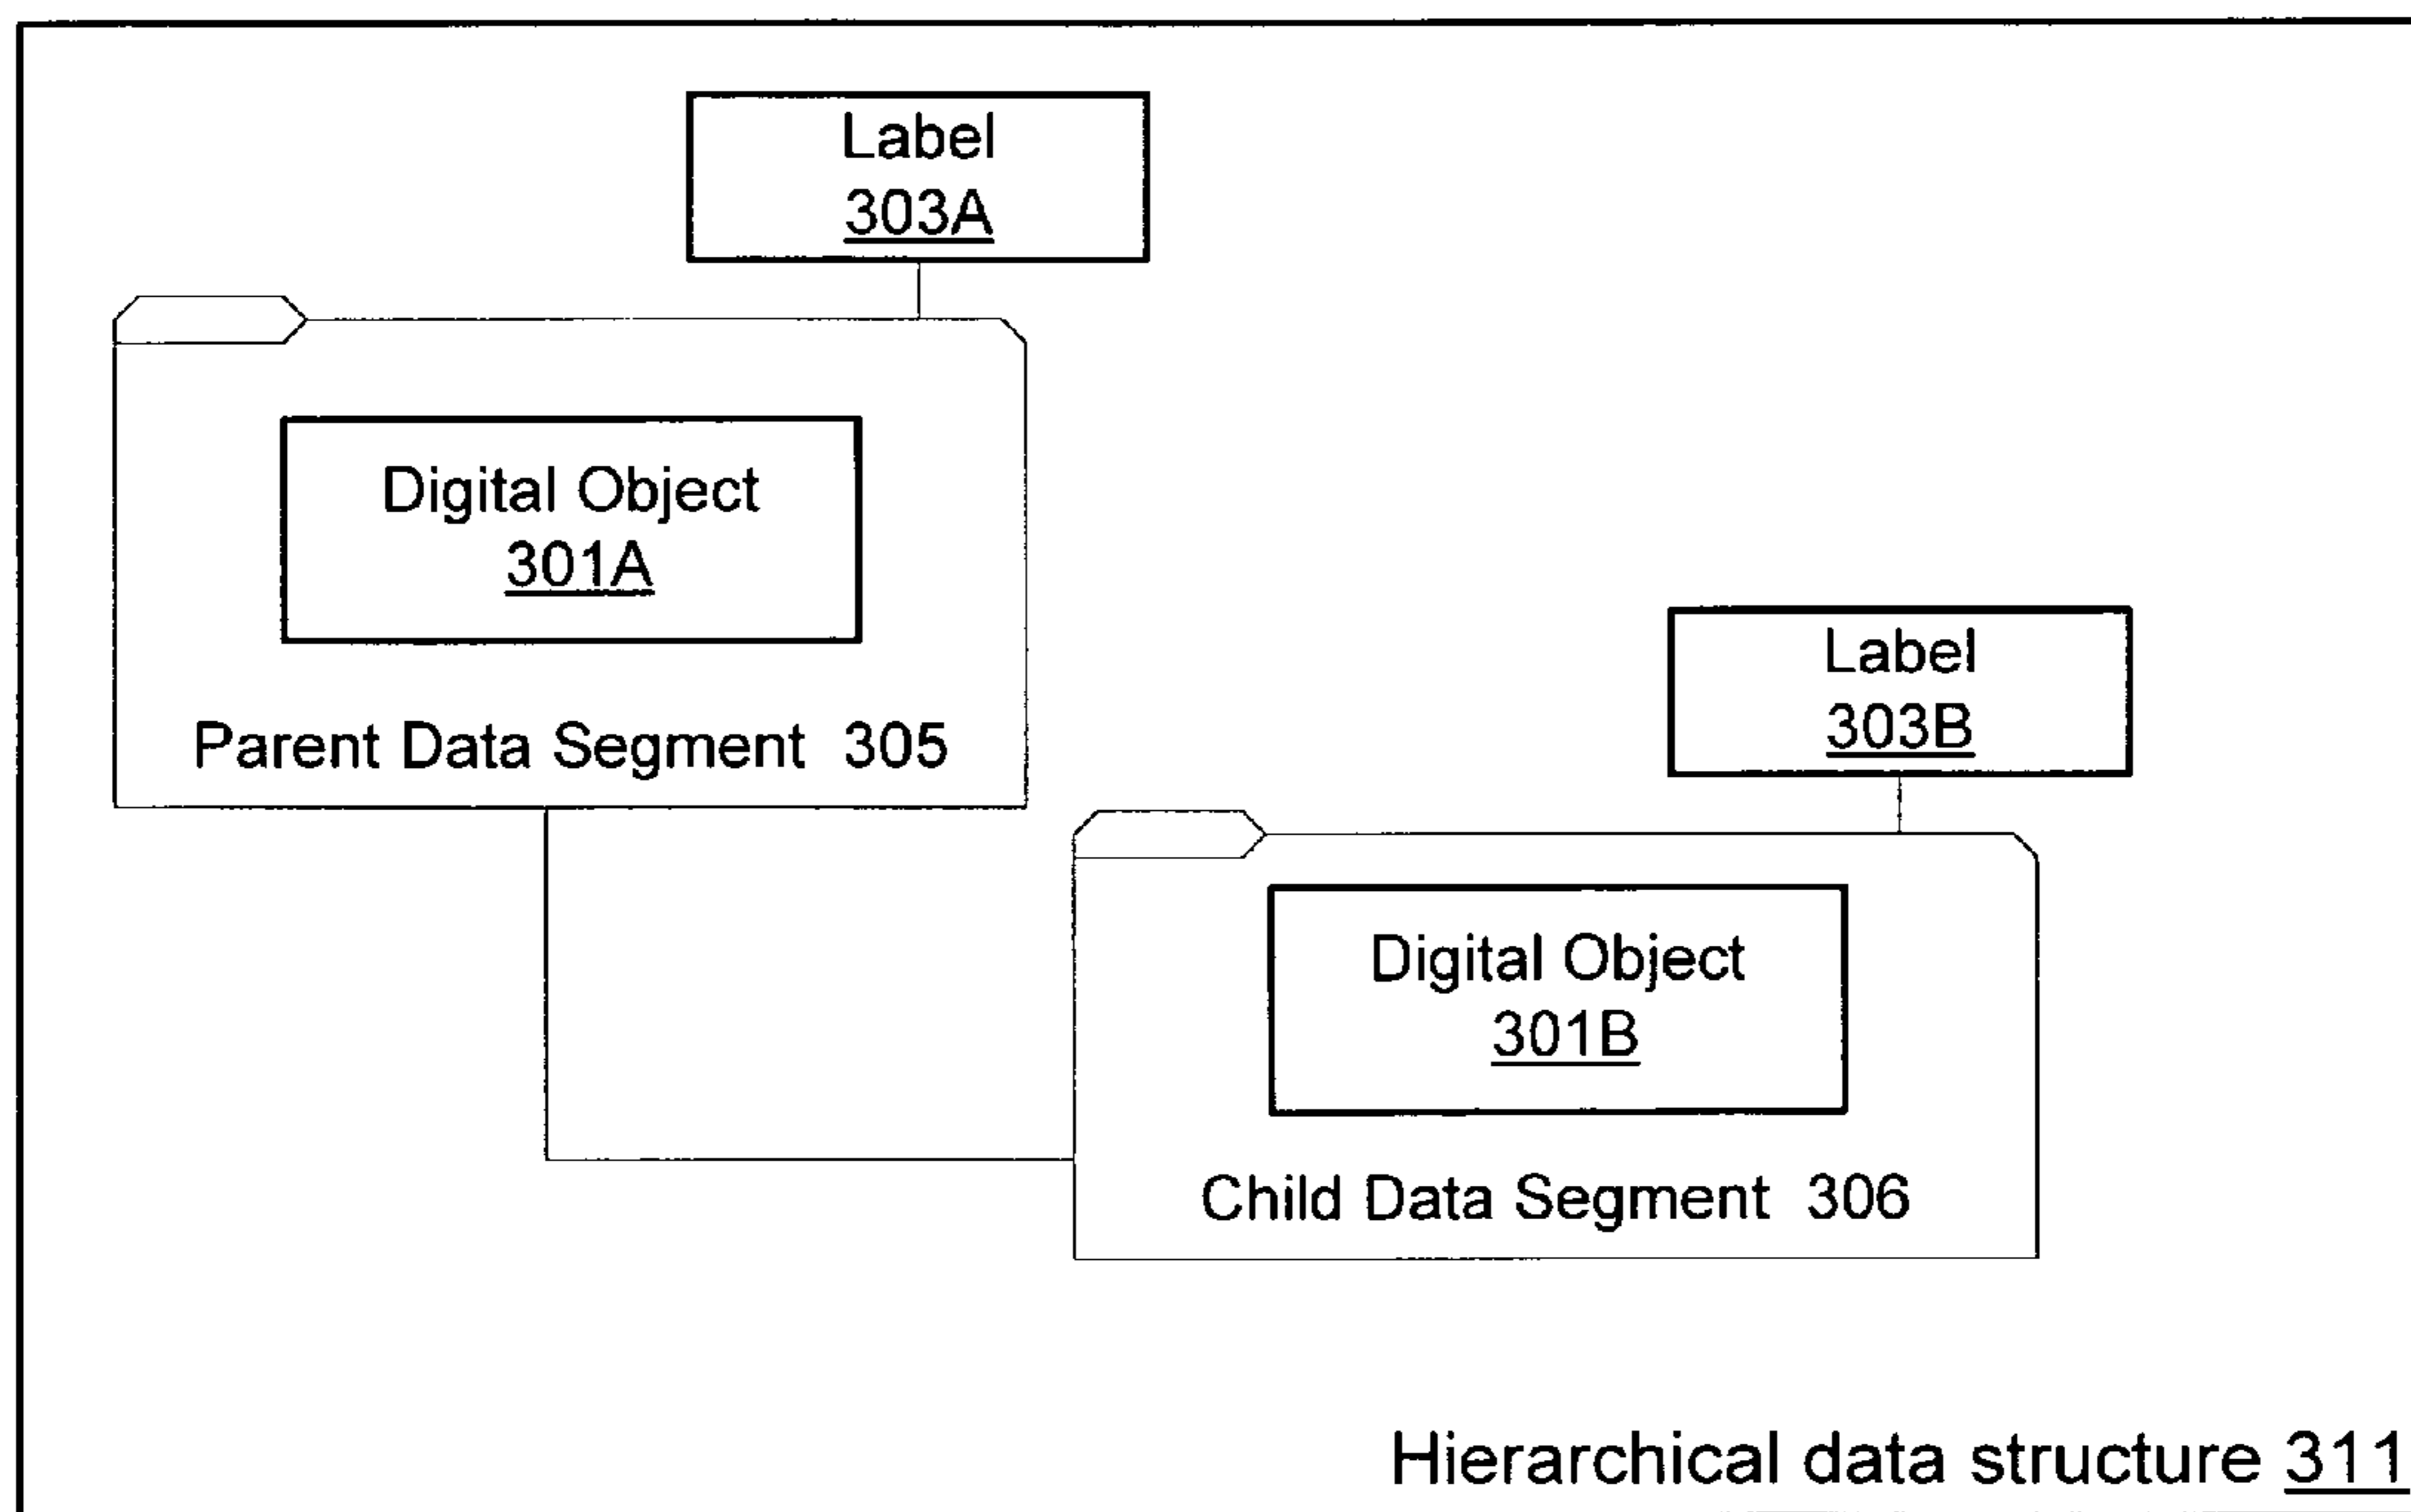 Label
303A
Digital Object
301A
Parent Data Segment 305
Label
303B
Digital Object
301B
Child Data Segment 306
Hierarchical data structure 311